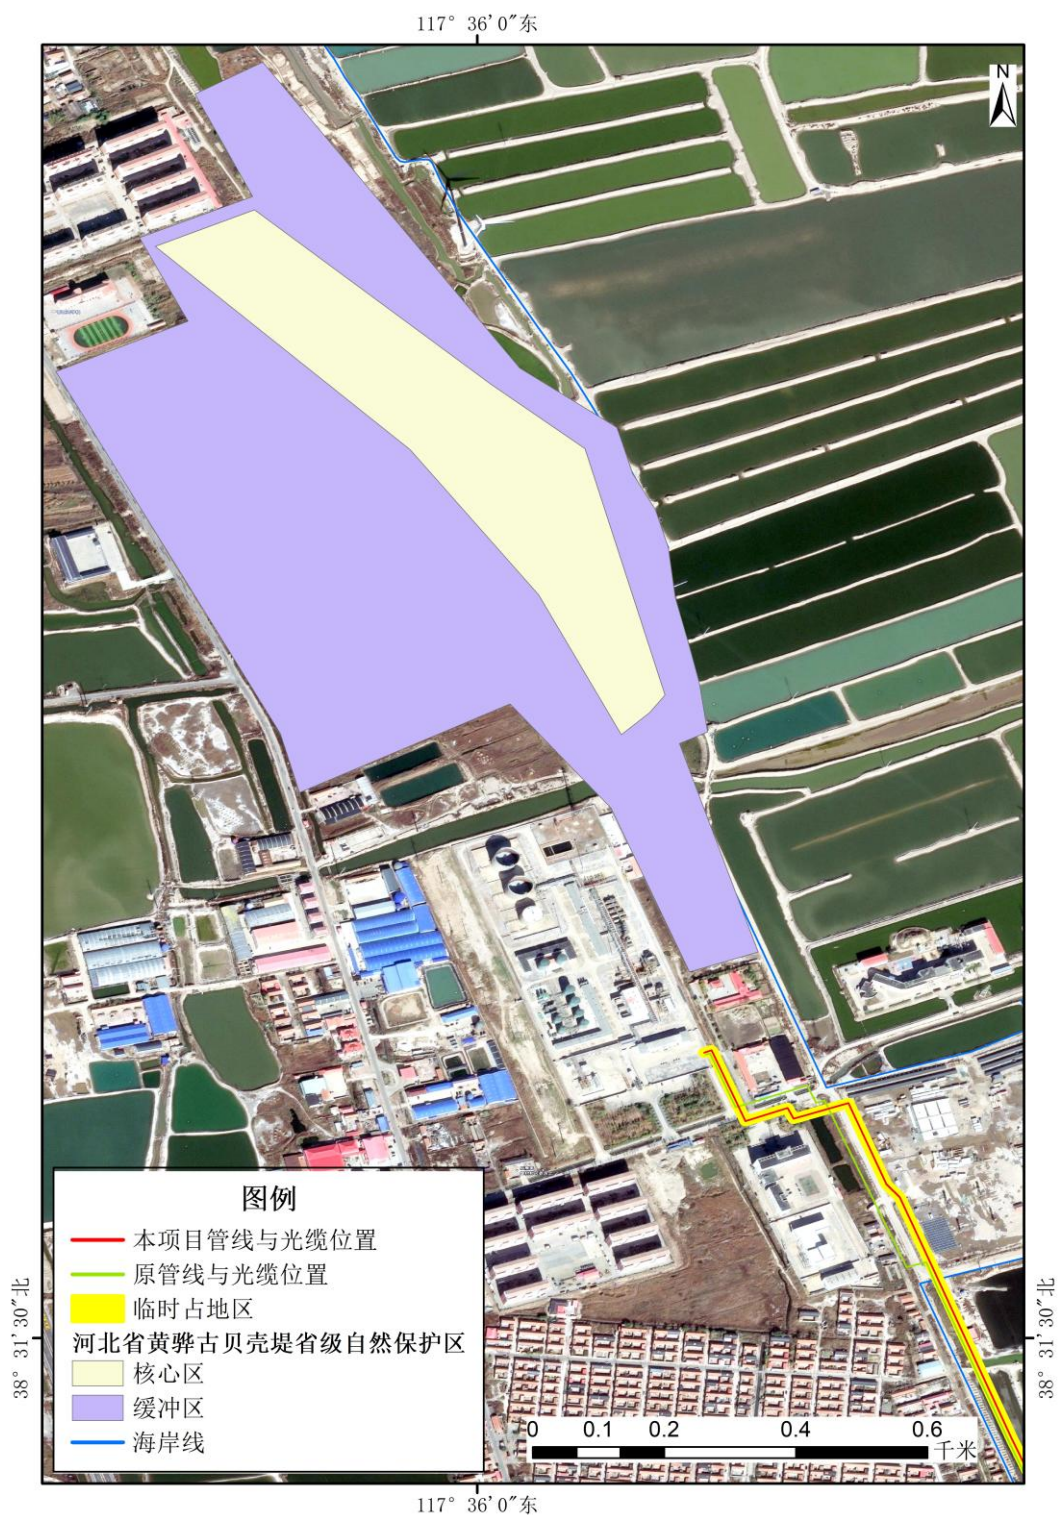 117° 36′0″东
N
图例
本项目管线与光缆位置
原管线与光缆位置
临时占地区
河北省黄骅古贝壳堤省级自然保护区
核心区
缓冲区
海岸线
38° 31′30″北
38° 31′30″北
0 0.1 0.2 0.4 0.6
千米
117° 36′0″东